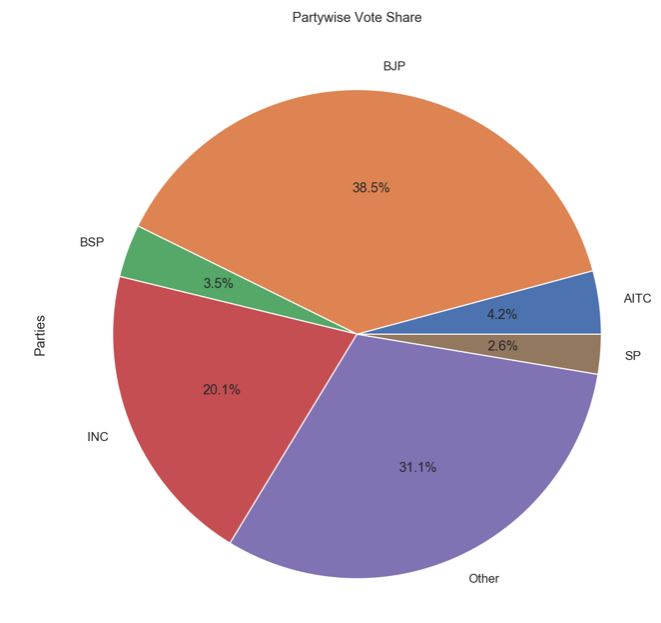 Partywise Vote Share
BJP
38.5%
BSP
3.5%
AITC
4.2%
Parties
2.6%
SP
20.1%
INC
31.1%
Other